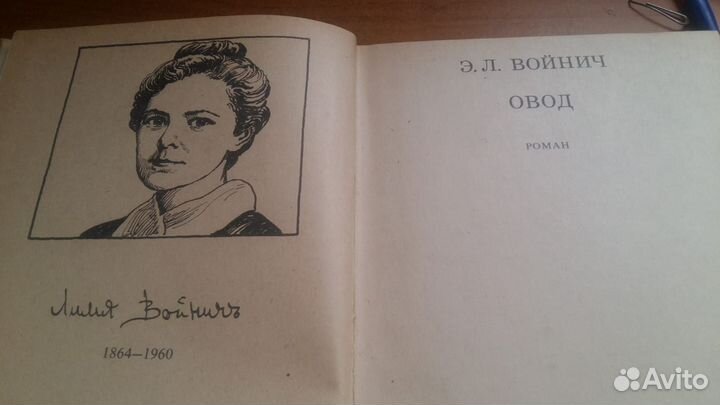 Лилия Войничъ
1864–1960
Э. Л. ВОЙНИЧ
ОВОД
РОМАН
Avito